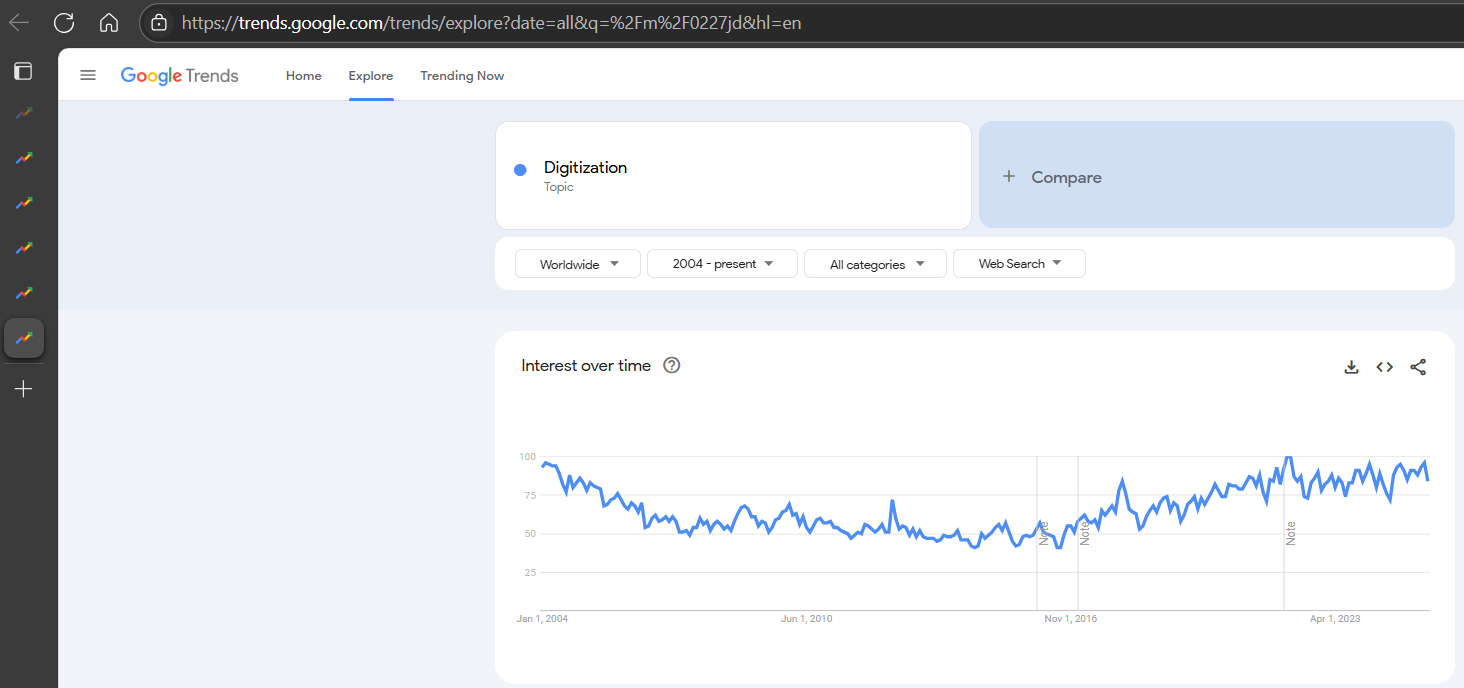 https://trends.google.com/trends/explore?date=all&q=%2Fm%2F0227jd&hl=en
Google Trends
Home
Explore
Trending Now
Digitization
Topic
+ Compare
Worldwide
2004 - present
All categories
Web Search
Interest over time
100
75
50
25
Note
Note
Note
Jan 1, 2004
Jun 1, 2010
Nov 1, 2016
Apr 1, 2023